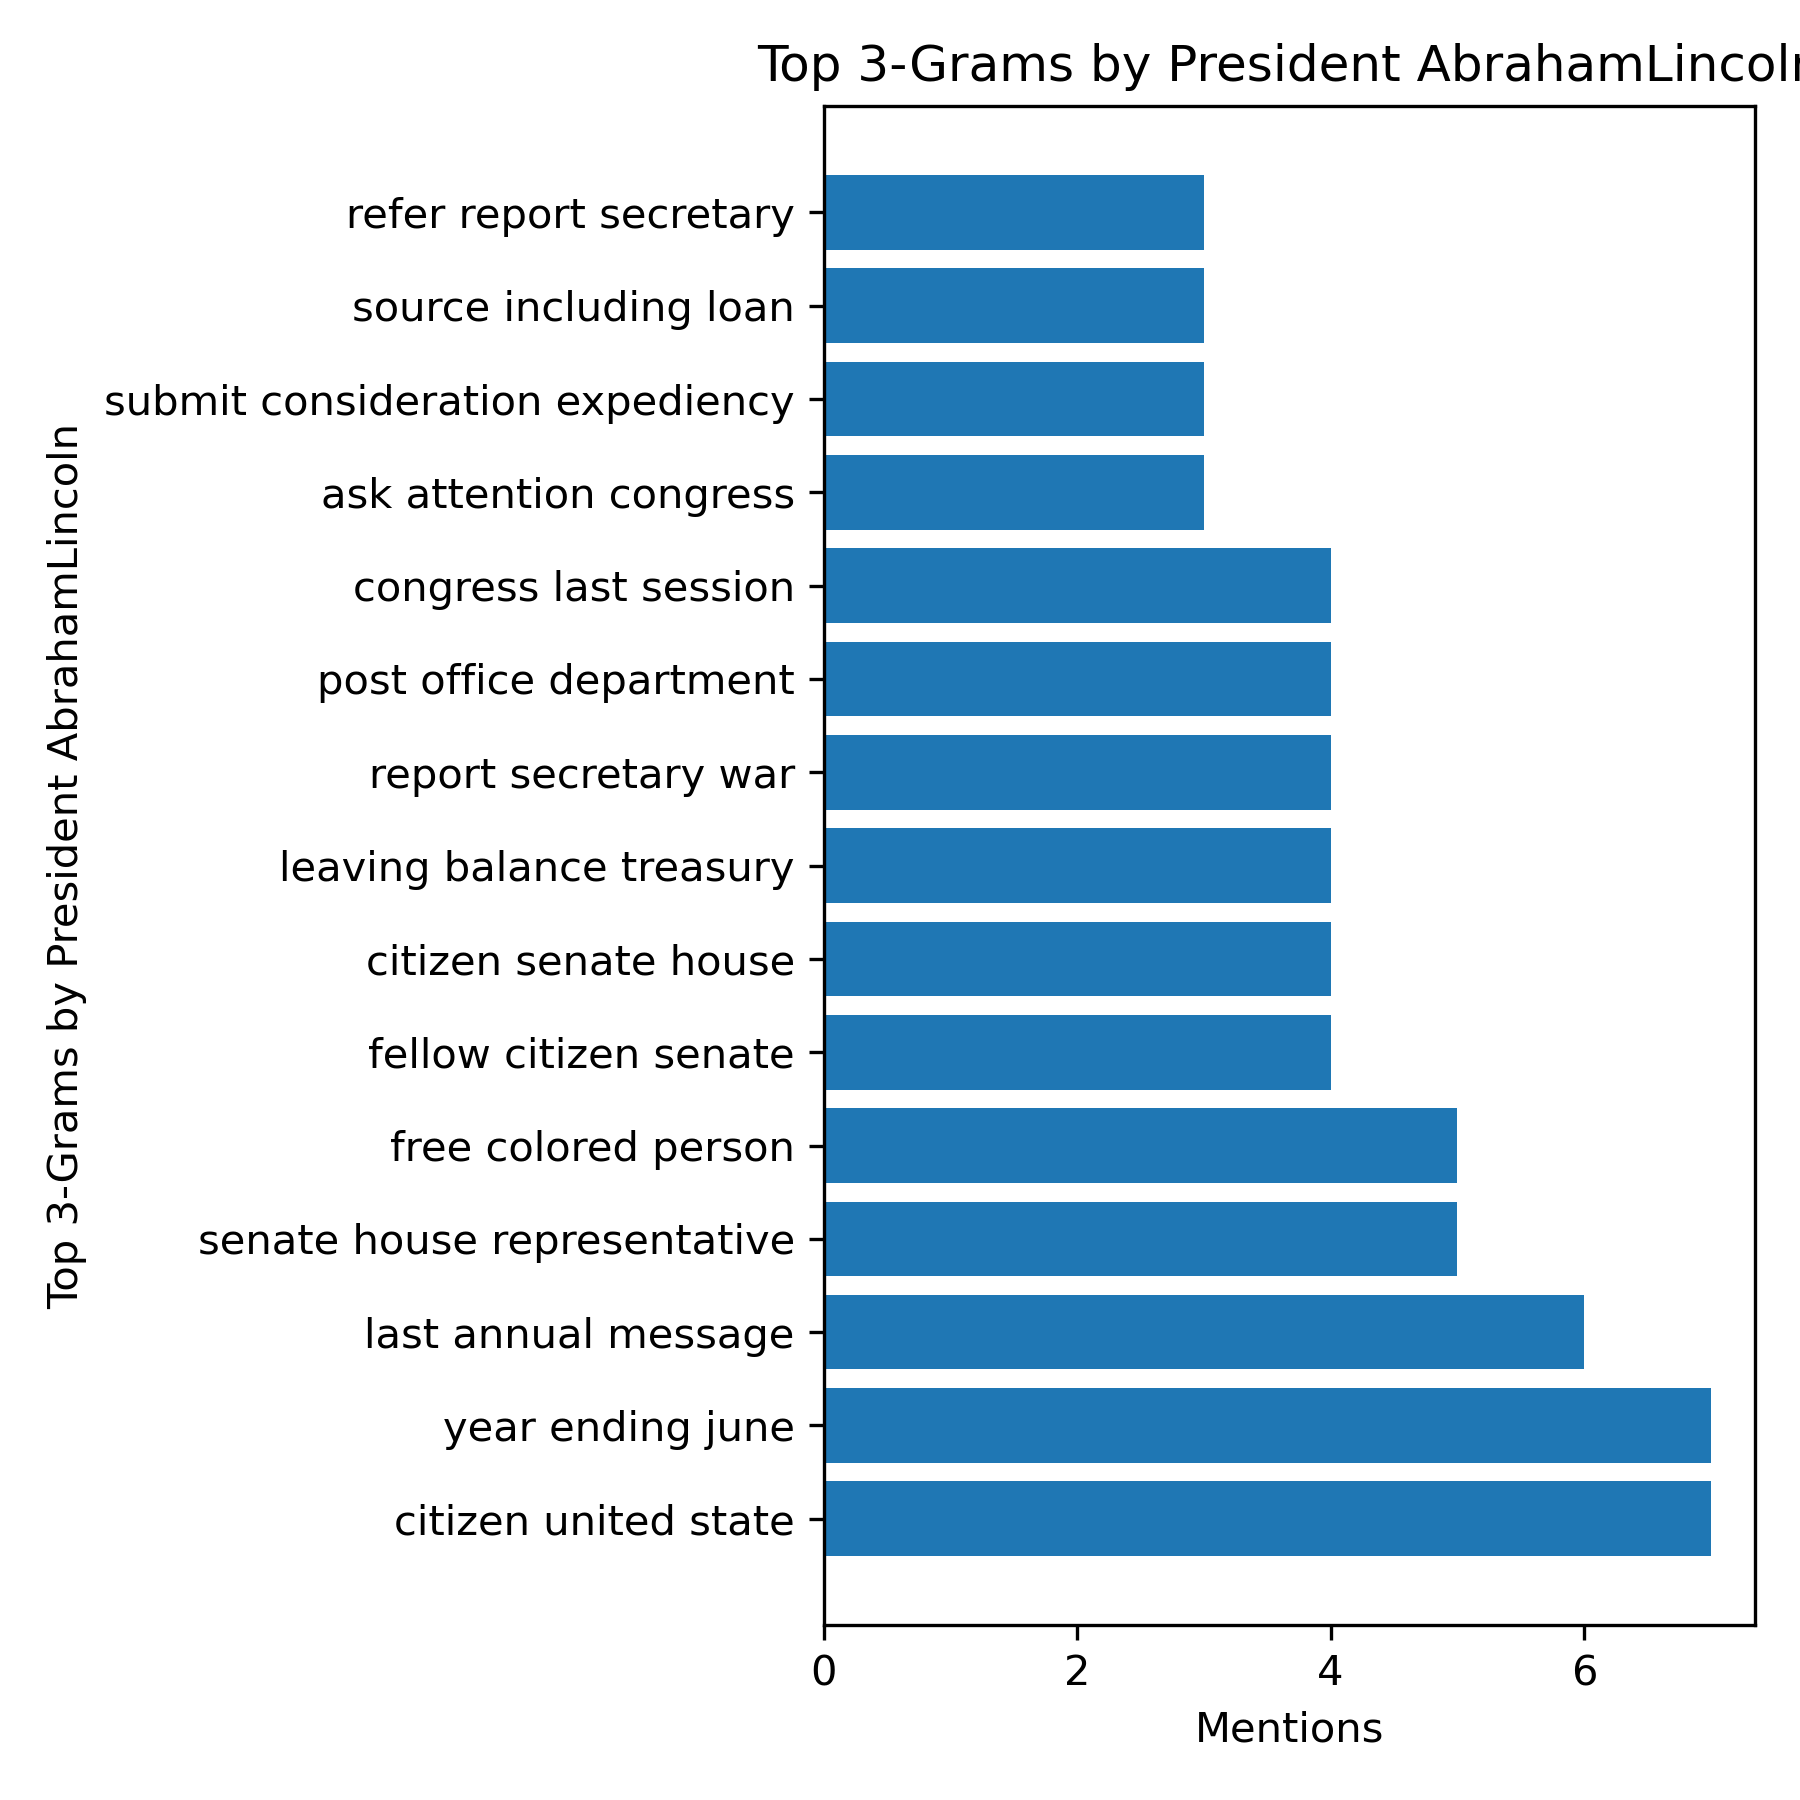 Top 3-Grams by President AbrahamLincoln
refer report secretary
source including loan
submit consideration expediency
ask attention congress
congress last session
post office department
report secretary war
leaving balance treasury
citizen senate house
fellow citizen senate
free colored person
senate house representative
last annual message
year ending june
citizen united state
Top 3-Grams by President AbrahamLincoln
0 2 4 6
Mentions